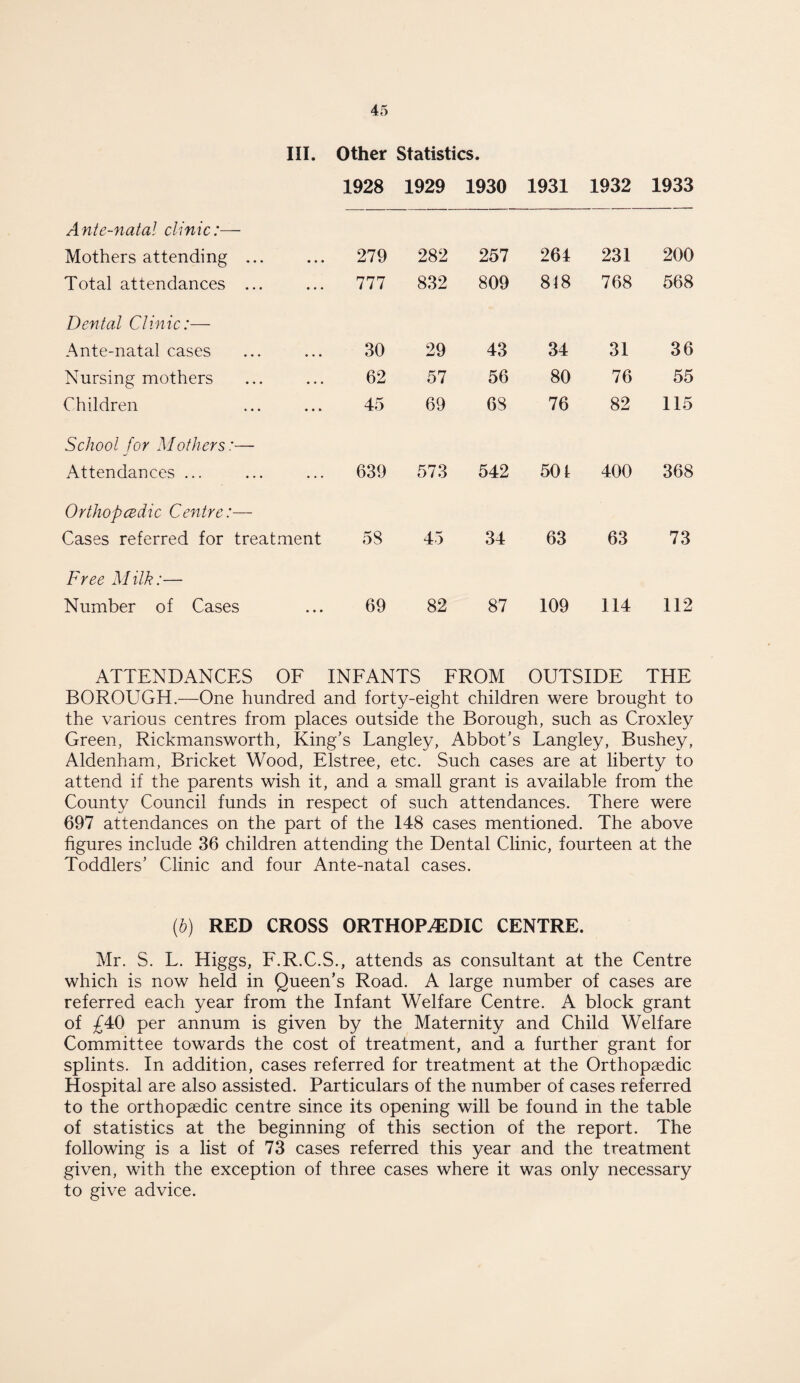 45
III. Other Statistics.
1928 1929 1930 1931 1932 1933
Ante-natal clinic:—
Mothers attending ... ... 279 282 257 264 231 200
Total attendances ... ... 777 832 809 818 768 568
Dental Clinic:—
Ante-natal cases ... ... 30 29 43 34 31 36
Nursing mothers ... ... 62 57 56 80 76 55
Children ... ... 45 69 68 76 82 115
School for Mothers:—
Attendances ... ... ... 639 573 542 501 400 368
Orthopædic Centre:—
Cases referred for treatment 58 45 34 63 63 73
Free Milk:—
Number of Cases ... 69 82 87 109 114 112
ATTENDANCES OF INFANTS FROM OUTSIDE THE
BOROUGH.—One hundred and forty-eight children were brought to
the various centres from places outside the Borough, such as Croxley
Green, Rickmansworth, King's Langley, Abbot's Langley, Bushey,
Aldenham, Bricket Wood, Elstree, etc. Such cases are at liberty to
attend if the parents wish it, and a small grant is available from the
County Council funds in respect of such attendances. There were
697 attendances on the part of the 148 cases mentioned. The above
figures include 36 children attending the Dental Clinic, fourteen at the
Toddlers' Clinic and four Ante-natal cases.
(b) RED CROSS ORTHOPÆDIC CENTRE.
Mr. S. L. Higgs, F.R.C.S., attends as consultant at the Centre
which is now held in Queen's Road. A large number of cases are
referred each year from the Infant Welfare Centre. A block grant
of £40 per annum is given by the Maternity and Child Welfare
Committee towards the cost of treatment, and a further grant for
splints. In addition, cases referred for treatment at the Orthopædic
Hospital are also assisted. Particulars of the number of cases referred
to the orthopædic centre since its opening will be found in the table
of statistics at the beginning of this section of the report. The
following is a list of 73 cases referred this year and the treatment
given, with the exception of three cases where it was only necessary
to give advice.